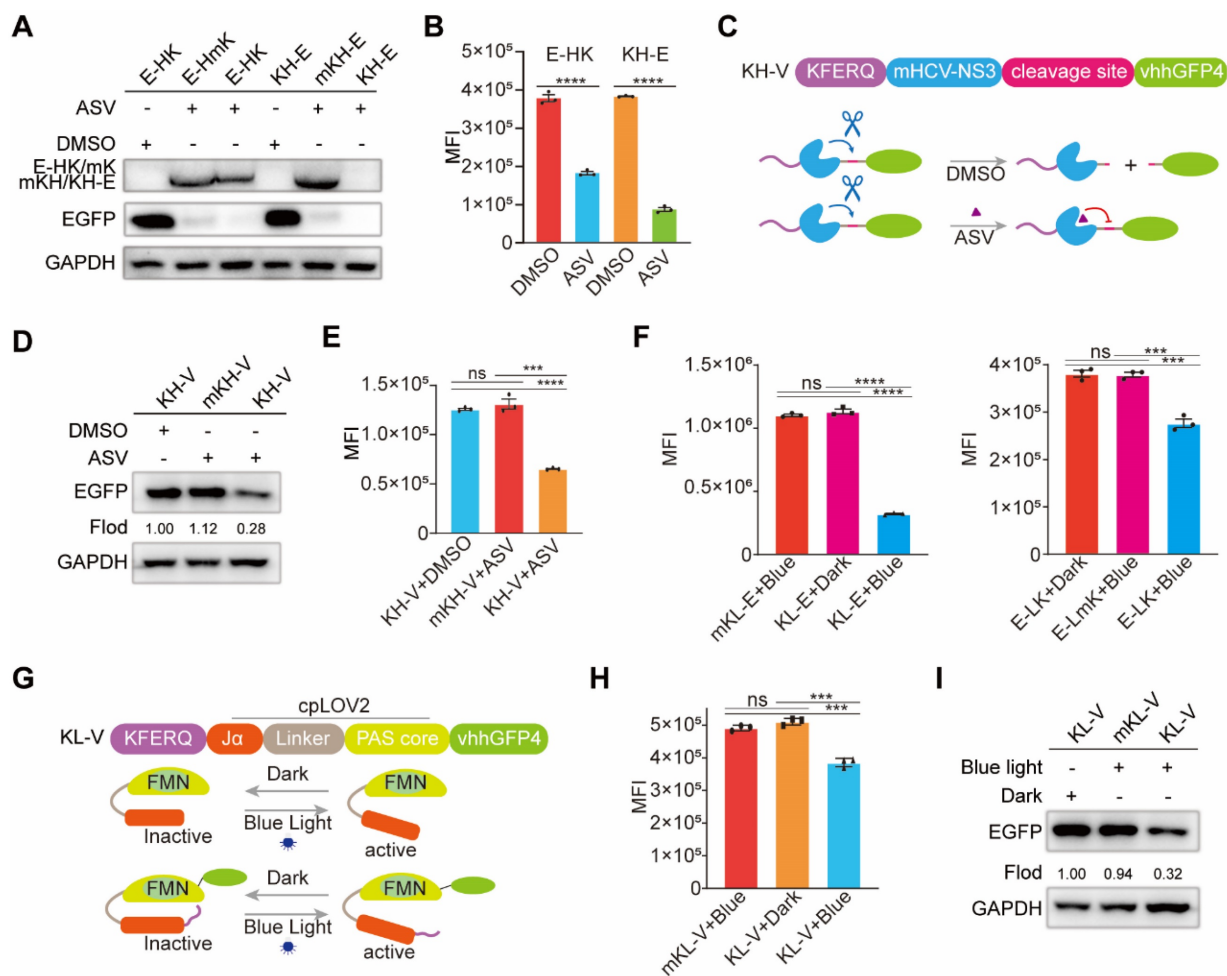 A
E-HK
E-HmK
E-HK
KH-E
mKH-E
KH-E
ASV - + + - + +
DMSO + - - + - -
E-HK/mK
mKH/KH-E
EGFP
GAPDH
B
E-HK KH-E
**** ****
MFI
4×10⁵
3×10⁵
2×10⁵
1×10⁵
0
DMSO
ASV
DMSO
ASV
C
KH-V KFERQ mHCV-NS3 cleavage site vhhGFP4
DMSO +
ASV
D
KH-V
mKH-V
KH-V
DMSO + - -
ASV - + +
EGFP
Flod 1.00 1.12 0.28
GAPDH
E
ns ***
****
MFI
1.5×10⁵
1.0×10⁵
0.5×10⁵
0
KH-V+DMSO
mKH-V+ASV
KH-V+ASV
F
ns ****
****
MFI
1.5×10⁶
1.0×10⁶
0.5×10⁶
0
mKL-E+Blue
KL-E+Dark
KL-E+Blue
ns ***
***
MFI
4×10⁵
3×10⁵
2×10⁵
1×10⁵
0
E-LK+Dark
E-LmK+Blue
E-LK+Blue
G
cpLOV2
KL-V KFERQ Jα Linker PAS core vhhGFP4
FMN Dark FMN
Inactive Blue Light active
FMN Dark FMN
Inactive Blue Light active
H
ns ***
***
MFI
5×10⁵
4×10⁵
3×10⁵
2×10⁵
1×10⁵
0
mKL-V+Blue
KL-V+Dark
KL-V+Blue
I
KL-V
mKL-V
KL-V
Blue light - + +
Dark + - -
EGFP
Flod 1.00 0.94 0.32
GAPDH